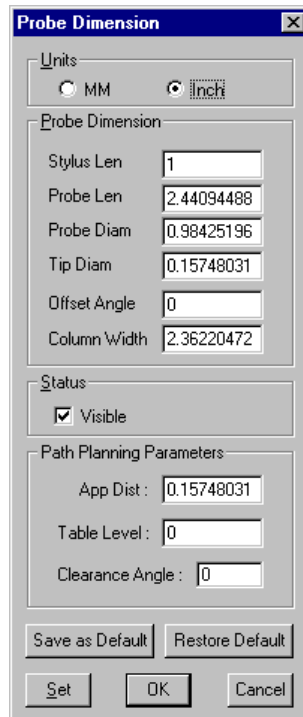 Probe Dimension
Units
MM Inch
Probe Dimension
Stylus Len 1
Probe Len 2.44094488
Probe Diam 0.98425196
Tip Diam 0.15748031
Offset Angle 0
Column Width 2.36220472
Status
Visible
Path Planning Parameters
App Dist : 0.15748031
Table Level : 0
Clearance Angle : 0
Save as Default Restore Default
Set OK Cancel